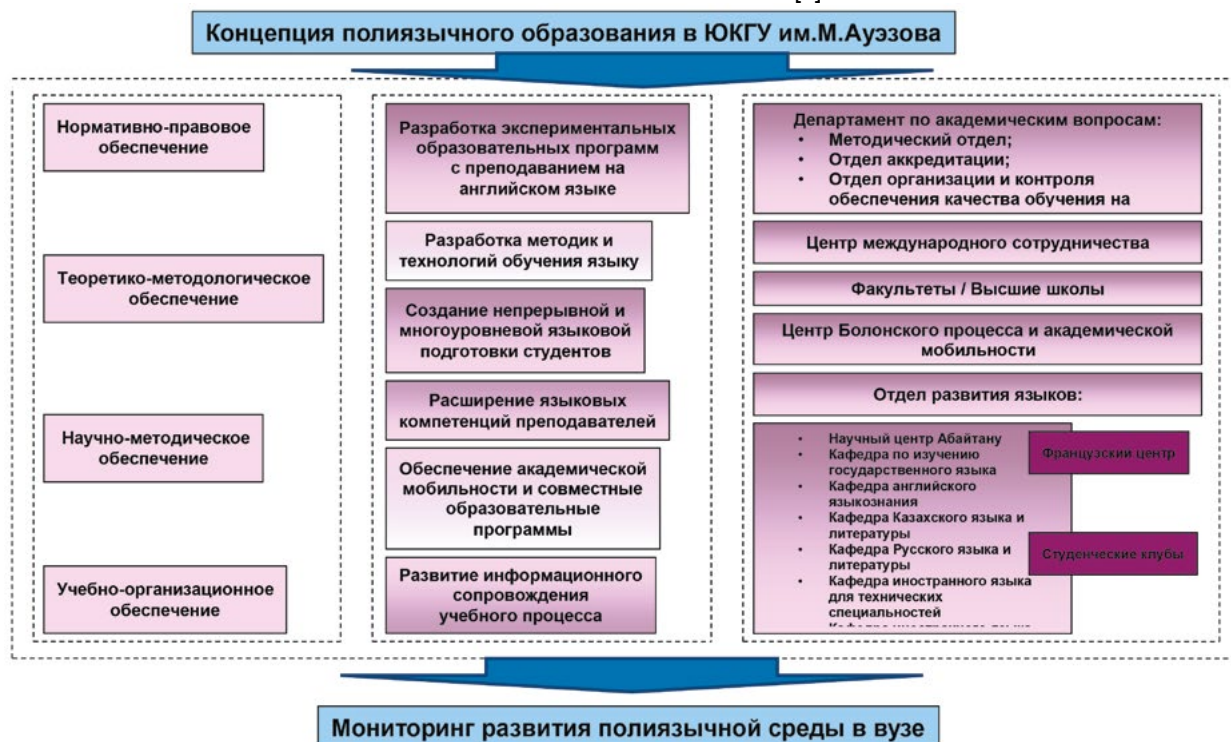 Концепция полиязычного образования в ЮКГУ им.М.Ауэзова
Нормативно-правовое
обеспечение
Теоретико-методологическое
обеспечение
Научно-методическое
обеспечение
Учебно-организационное
обеспечение
Разработка экспериментальных
образовательных программ
с преподаванием на
английском языке
Разработка методик и
технологий обучения языку
Создание непрерывной и
многоуровневой языковой
подготовки студентов
Расширение языковых
компетенций преподавателей
Обеспечение академической
мобильности и совместные
образовательные
программы
Развитие информационного
сопровождения
учебного процесса
Департамент по академическим вопросам:
• Методический отдел;
• Отдел аккредитации;
• Отдел организации и контроля
обеспечения качества обучения на
Центр международного сотрудничества
Факультеты / Высшие школы
Центр Болонского процесса и академической
мобильности
Отдел развития языков:
• Научный центр Абайтану
• Кафедра по изучению
государственного языка
• Кафедра английского
языкознания
• Кафедра Казахского языка и
литературы
• Кафедра Русского языка и
литературы
• Кафедра иностранного языка
для технических
специальностей
Французский центр
Студенческие клубы
Мониторинг развития полиязычной среды в вузе